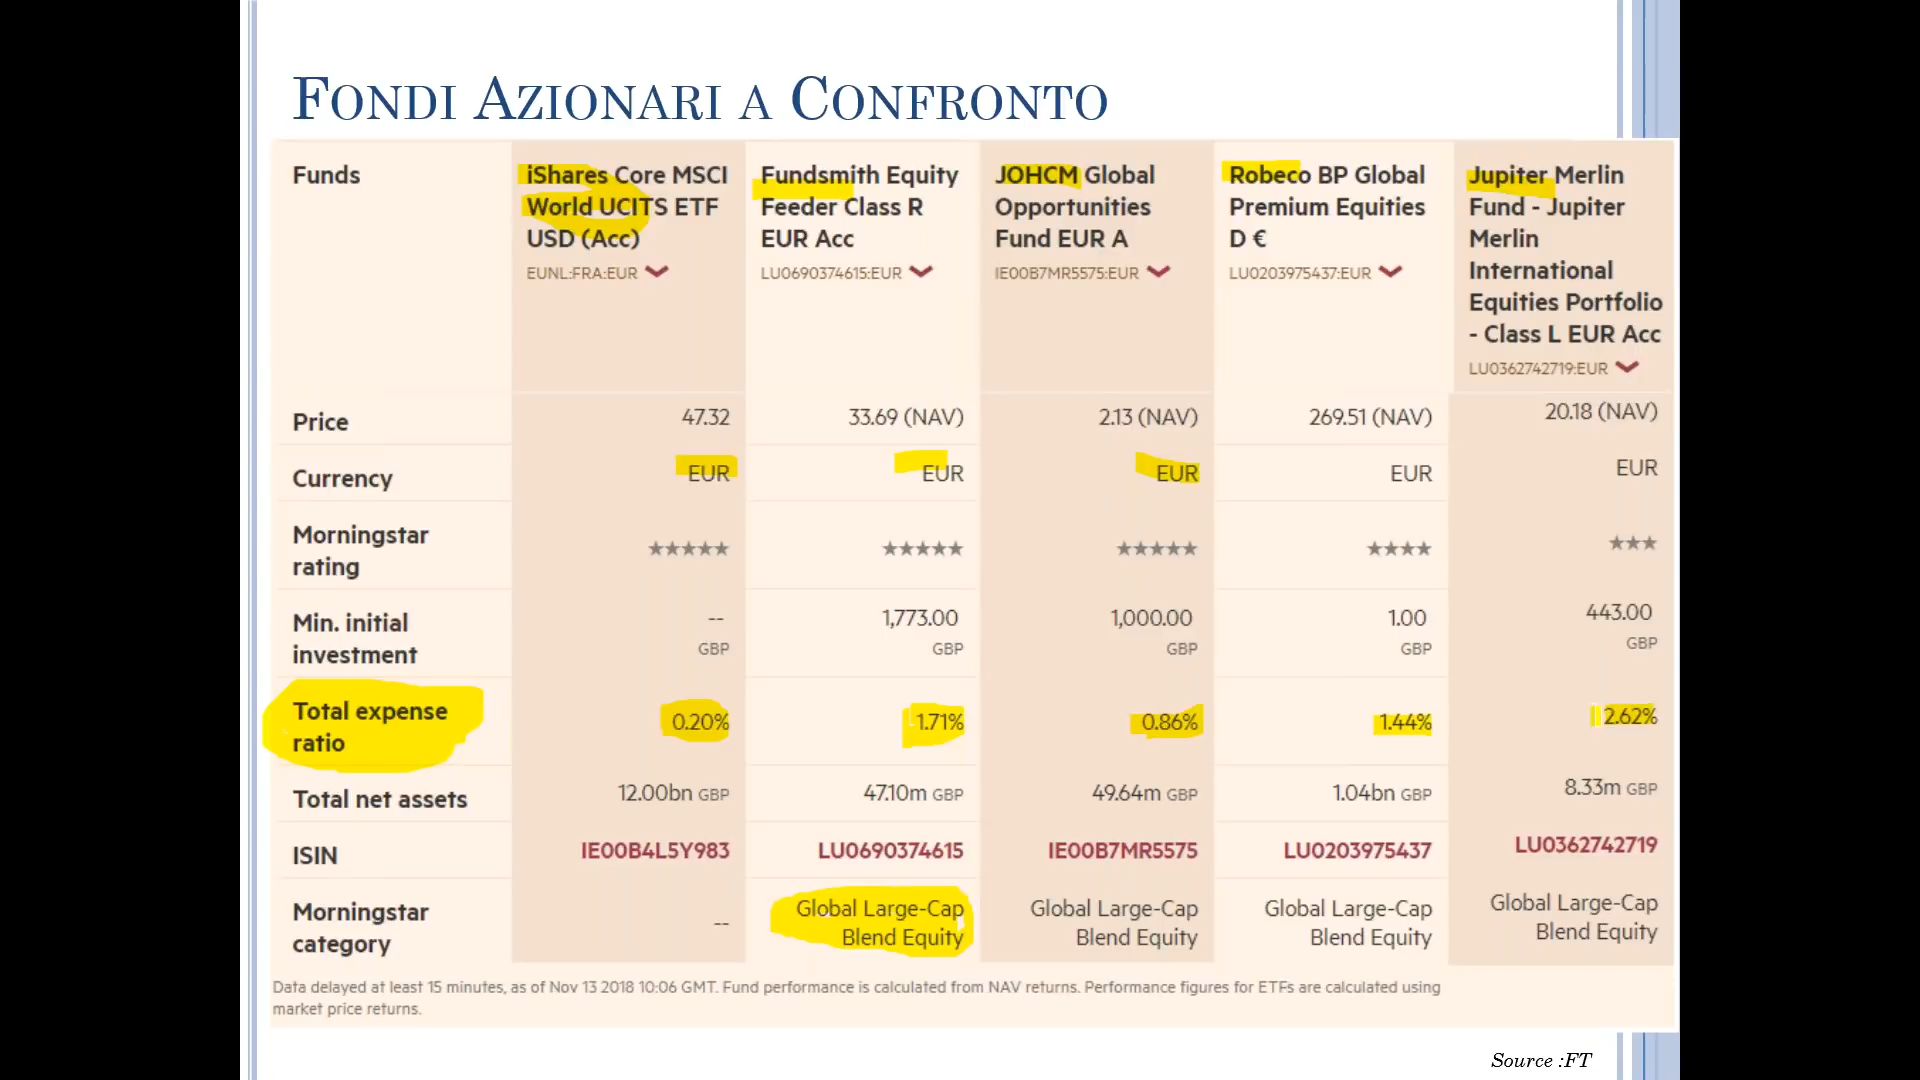 Fondi Azionari a Confronto
Funds
iShares Core MSCI
World UCITS ETF
USD (Acc)
EUNL:FRA:EUR
Fundsmith Equity
Feeder Class R
EUR Acc
LU0690374615:EUR
JOHCM Global
Opportunities
Fund EUR A
IE00B7MR5575:EUR
Robeco BP Global
Premium Equities
D €
LU0203975437:EUR
Jupiter Merlin
Fund - Jupiter
Merlin
International
Equities Portfolio
- Class L EUR Acc
LU0362742719:EUR
Price 47.32 33.69 (NAV) 2.13 (NAV) 269.51 (NAV) 20.18 (NAV)
Currency EUR EUR EUR EUR EUR
Morningstar
rating
★★★★★ ★★★★★ ★★★★★ ★★★★ ★★★
Min. initial
investment
-- 1,773.00 1,000.00 1.00 443.00
GBP GBP GBP GBP GBP
Total expense
ratio
0.20% 1.71% 0.86% 1.44% 2.62%
Total net assets 12.00bn GBP 47.10m GBP 49.64m GBP 1.04bn GBP 8.33m GBP
ISIN IE00B4L5Y983 LU0690374615 IE00B7MR5575 LU0203975437 LU0362742719
Morningstar
category
--
Global Large-Cap
Blend Equity
Global Large-Cap
Blend Equity
Global Large-Cap
Blend Equity
Global Large-Cap
Blend Equity
Data delayed at least 15 minutes, as of Nov 13 2018 10:06 GMT. Fund performance is calculated from NAV returns. Performance figures for ETFs are calculated using
market price returns.
Source :FT